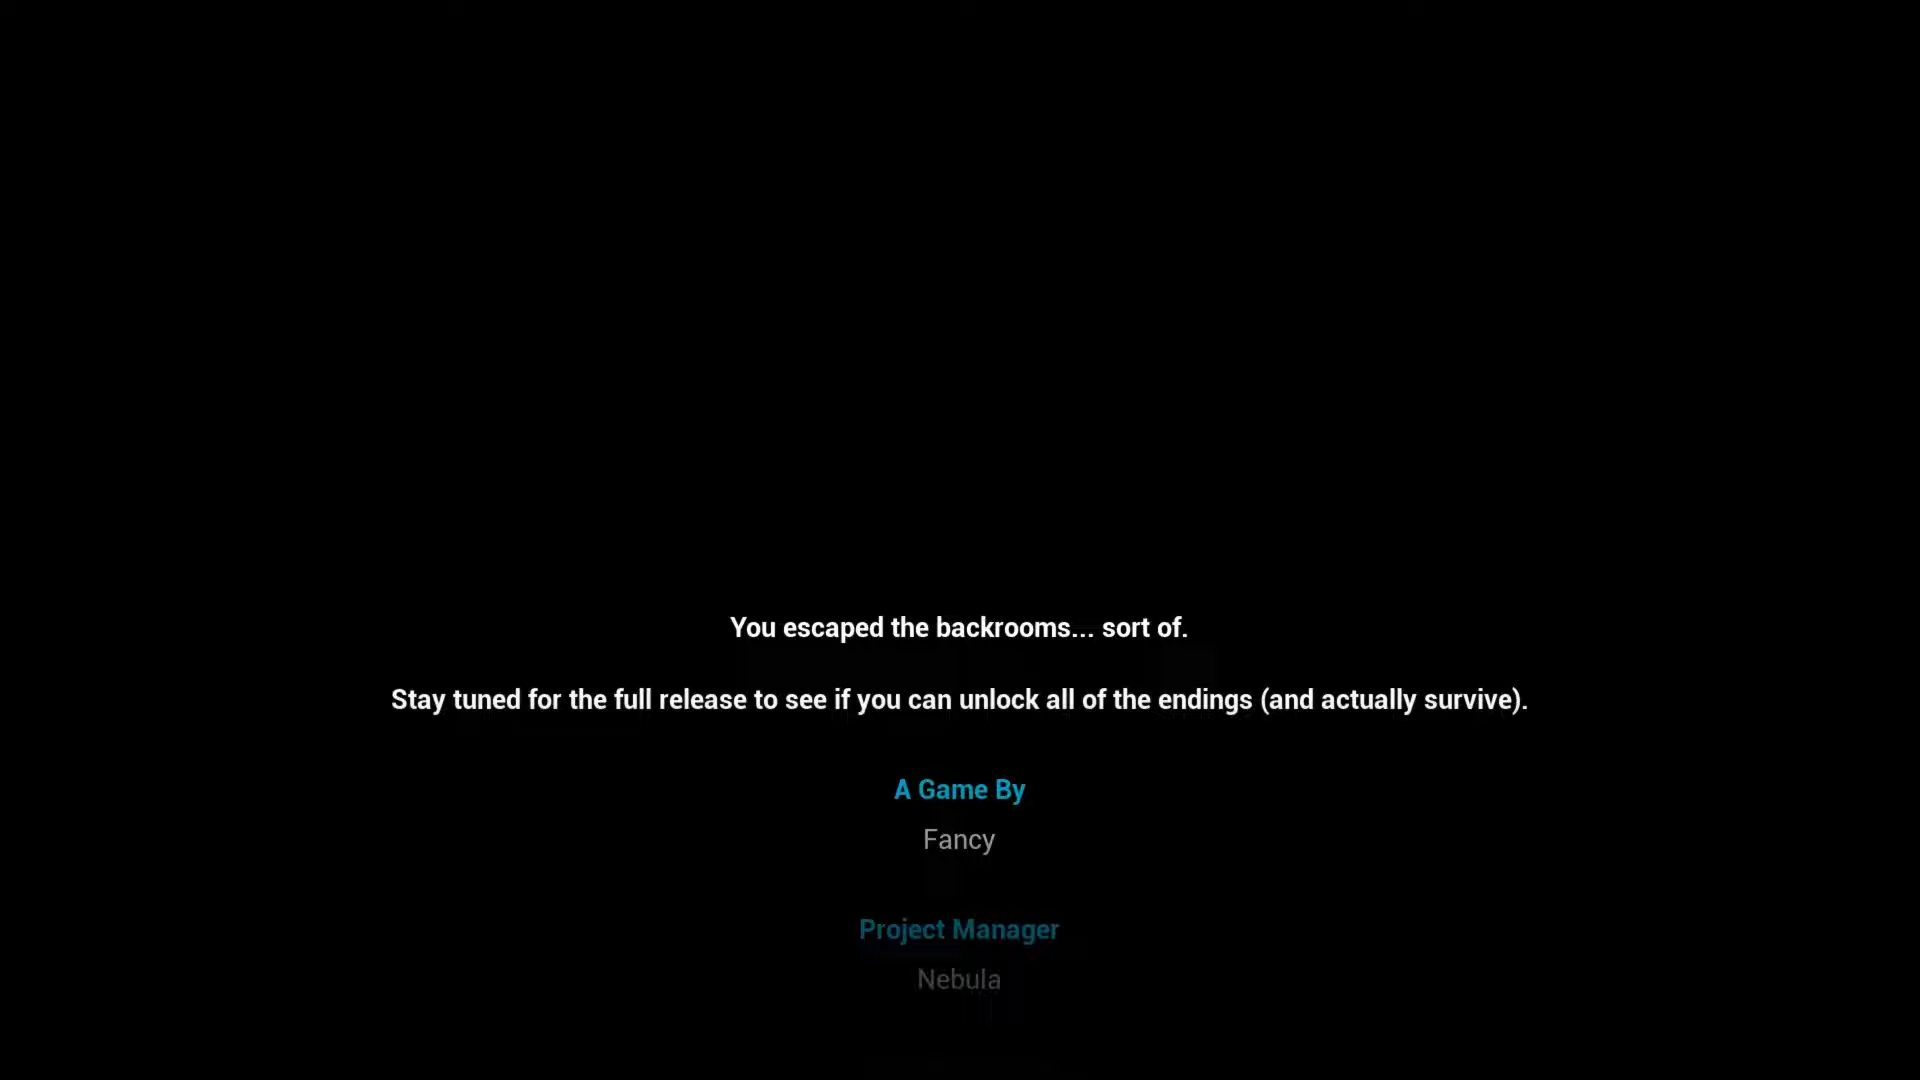 You escaped the backrooms... sort of.
Stay tuned for the full release to see if you can unlock all of the endings (and actually survive).
A Game By
Fancy
Project Manager
Nebula